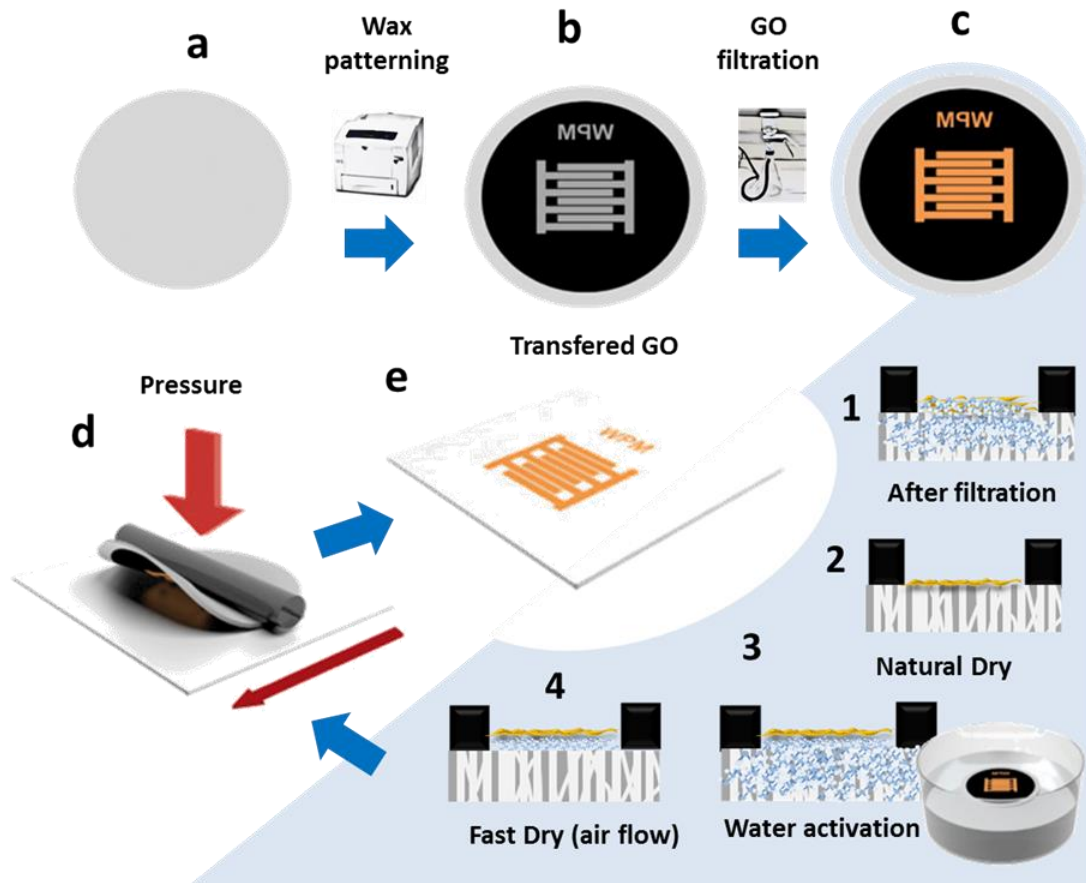 a
Wax
patterning
b
GO
filtration
c
WPM
WPM
Transfered GO
Pressure
d
e
WPM
1
After filtration
2
Natural Dry
3
Water activation
4
Fast Dry (air flow)